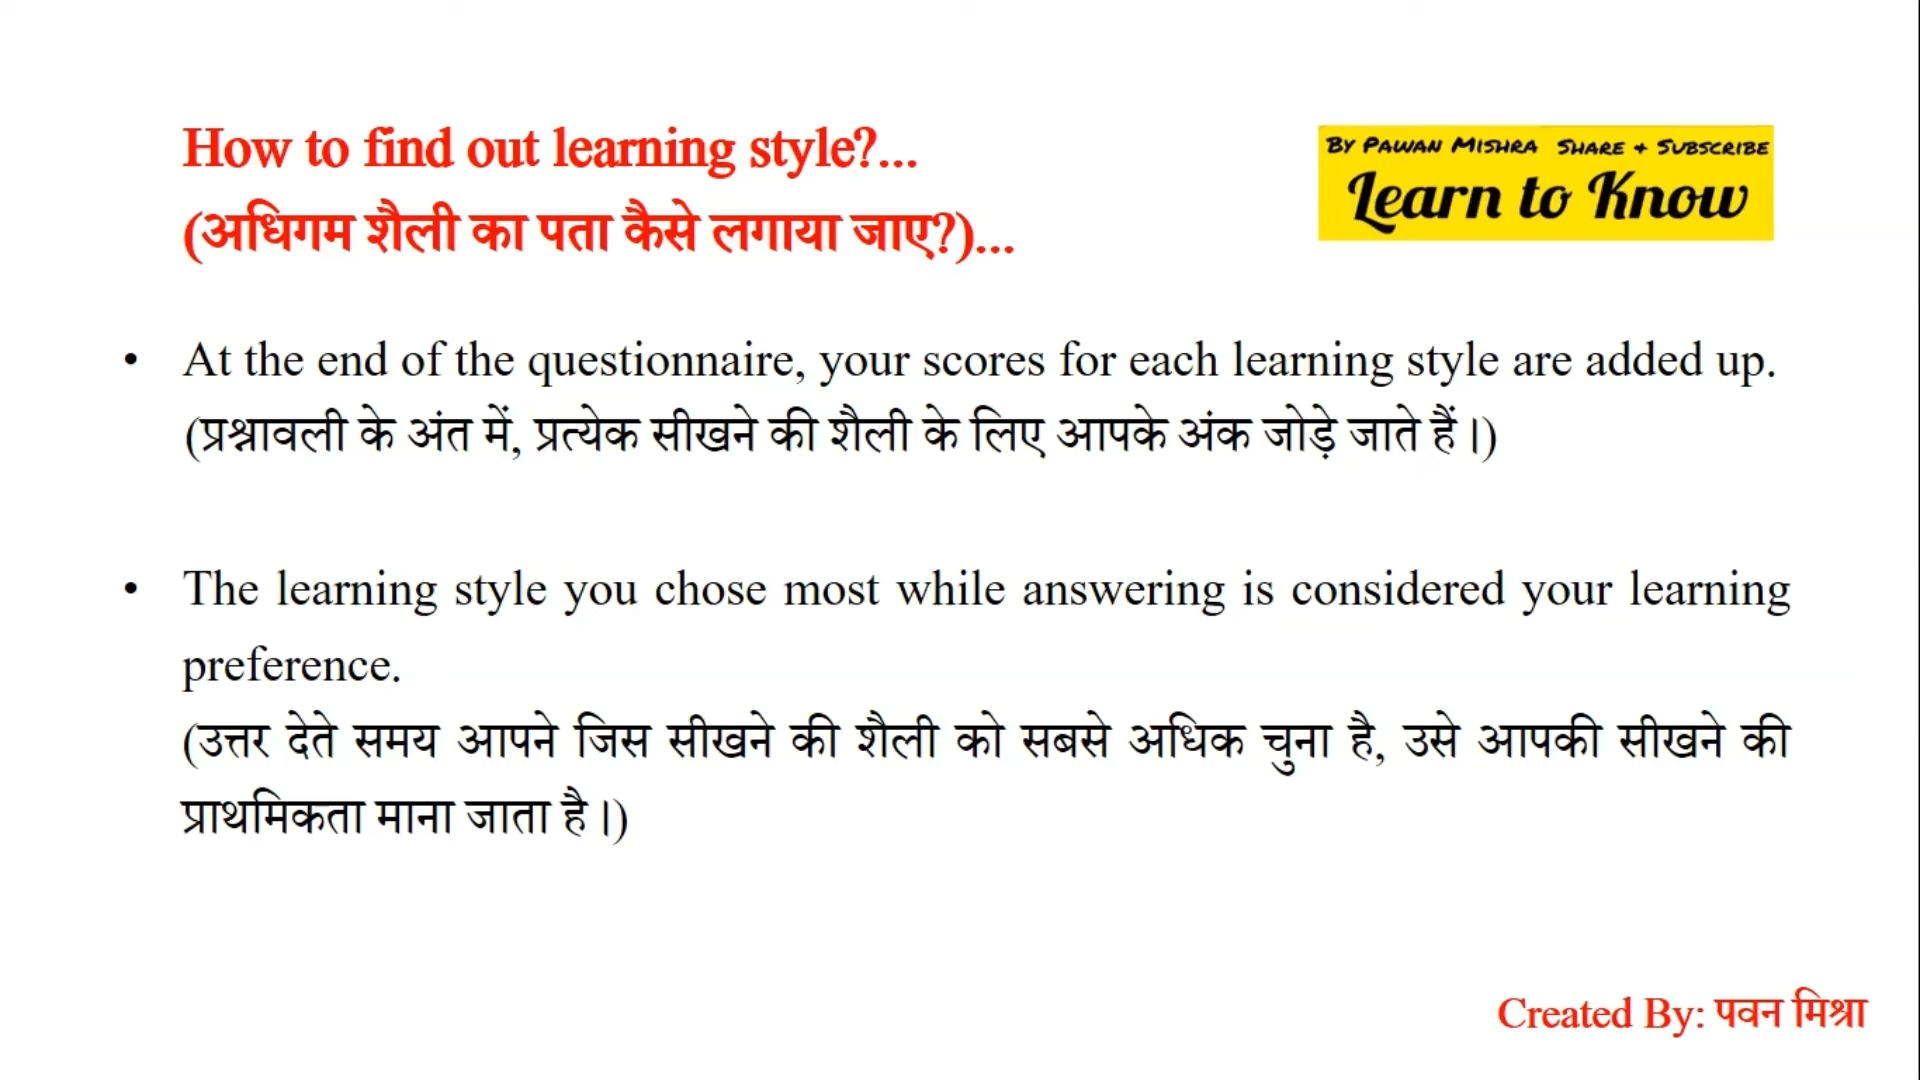 How to find out learning style?...
(अधिगम शैली का पता कैसे लगाया जाए?)...
By Pawan Mishra Share + Subscribe
Learn to Know
• At the end of the questionnaire, your scores for each learning style are added up.
(प्रश्नावली के अंत में, प्रत्येक सीखने की शैली के लिए आपके अंक जोड़े जाते हैं।)
• The learning style you chose most while answering is considered your learning
preference.
(उत्तर देते समय आपने जिस सीखने की शैली को सबसे अधिक चुना है, उसे आपकी सीखने की
प्राथमिकता माना जाता है।)
Created By: पवन मिश्रा